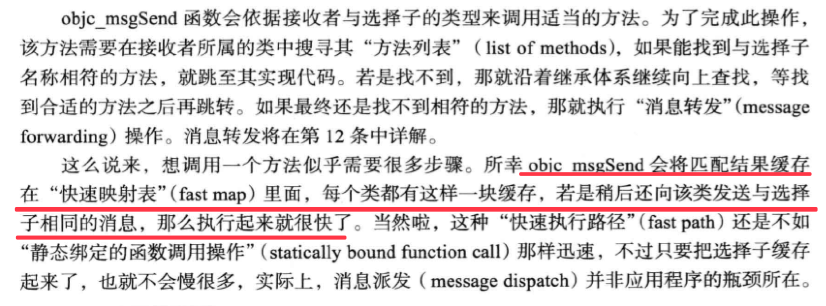 objc_msgSend 函数会依据接收者与选择子的类型来调用适当的方法。为了完成此操作，
该方法需要在接收者所属的类中搜寻其“方法列表”（list of methods），如果能找到与选择子
名称相符的方法，就跳至其实现代码。若是找不到，那就沿着继承体系继续向上查找，等找
到合适的方法之后再跳转。如果最终还是找不到相符的方法，那就执行“消息转发”（message
forwarding）操作。消息转发将在第 12 条中详解。
这么说来，想调用一个方法似乎需要很多步骤。所幸 objc_msgSend 会将匹配结果缓存
在“快速映射表”（fast map）里面，每个类都有这样一块缓存，若是稍后还向该类发送与选择
子相同的消息，那么执行起来就很快了。当然啦，这种“快速执行路径”（fast path）还是不如
“静态绑定的函数调用操作”（statically bound function call）那样迅速，不过只要把选择子缓存
起来了，也就不会慢很多，实际上，消息派发（message dispatch）并非应用程序的瓶颈所在。